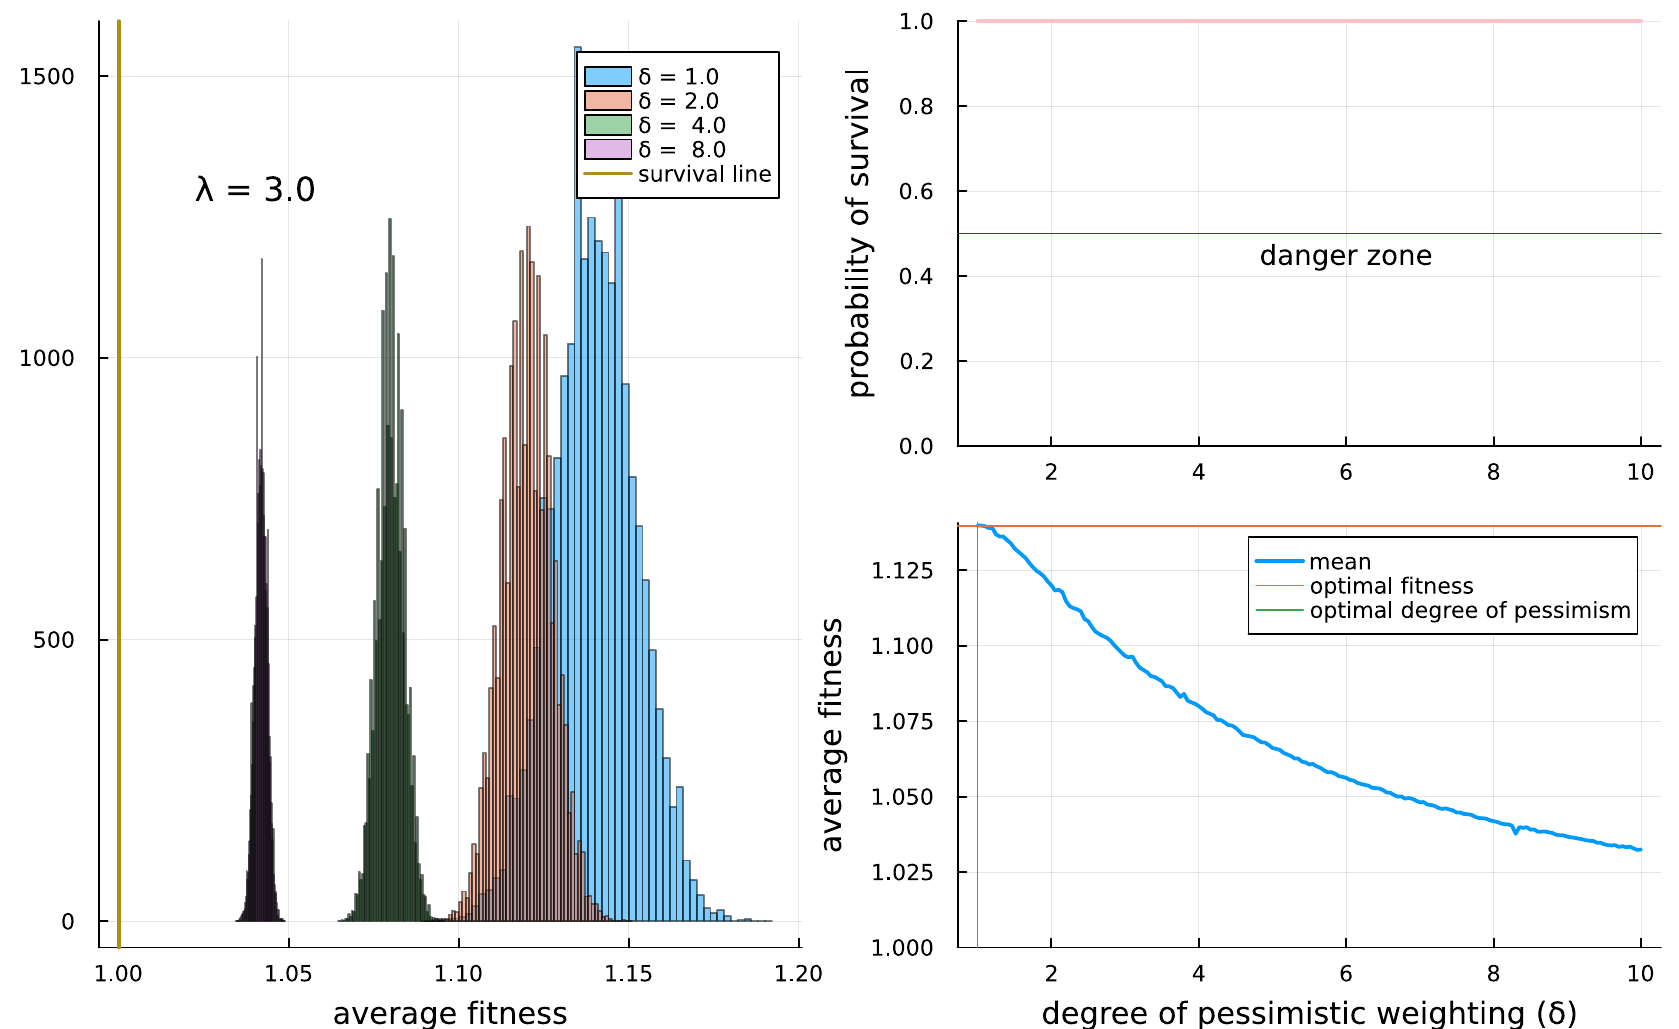 1500
1000
500
0
1.00
1.05
1.10
1.15
1.20
average fitness
λ = 3.0
δ = 1.0
δ = 2.0
δ =  4.0
δ =  8.0
survival line
probability of survival
1.0
0.8
0.6
0.4
0.2
0.0
danger zone
2
4
6
8
10
average fitness
1.125
1.100
1.075
1.050
1.025
1.000
mean
optimal fitness
optimal degree of pessimism
2
4
6
8
10
degree of pessimistic weighting (δ)